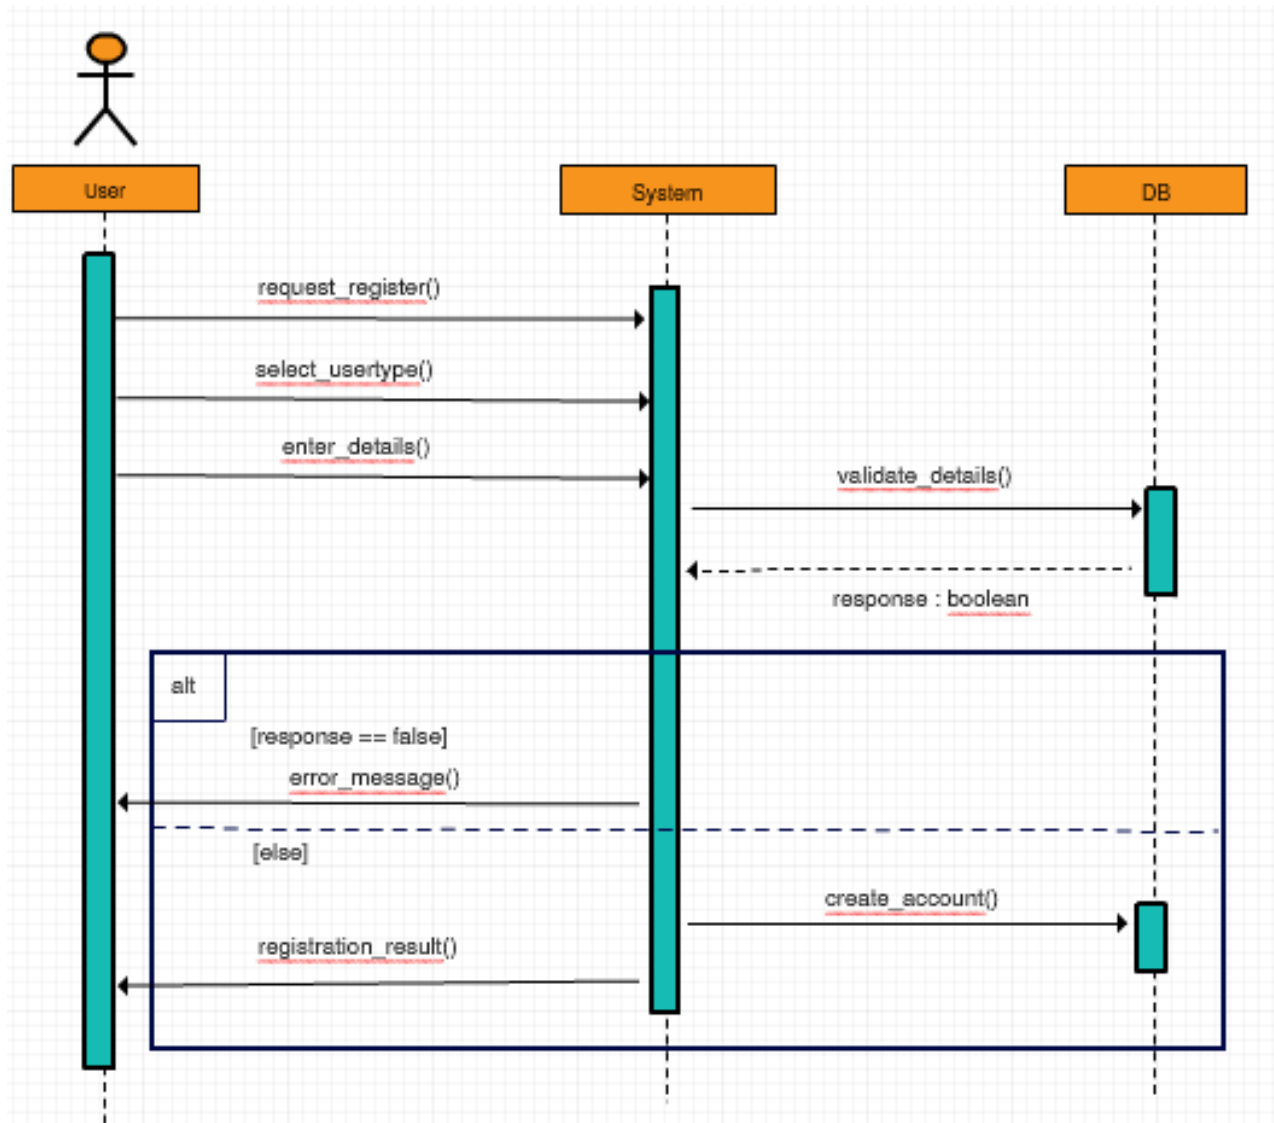 User
System
DB
request_register()
select_usertype()
enter_details()
validate_details()
response : boolean
alt
[response == false]
error_message()
[else]
create_account()
registration_result()